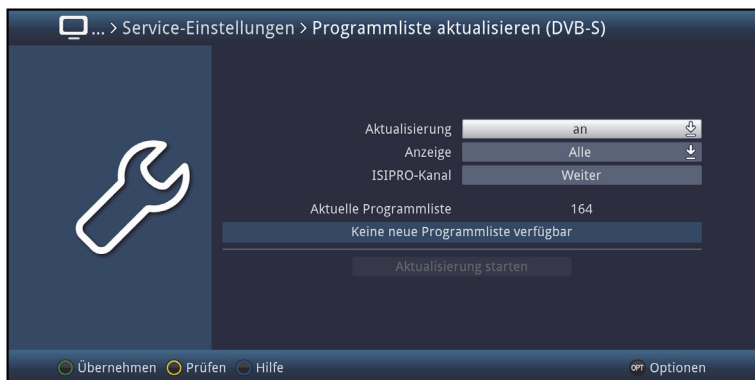 ... > Service-Einstellungen > Programmliste aktualisieren (DVB-S)
Aktualisierung an
Anzeige Alle
ISIPRO-Kanal Weiter
Aktuelle Programmliste 164
Keine neue Programmliste verfügbar
Aktualisierung starten
Übernehmen Prüfen Hilfe OPT Optionen